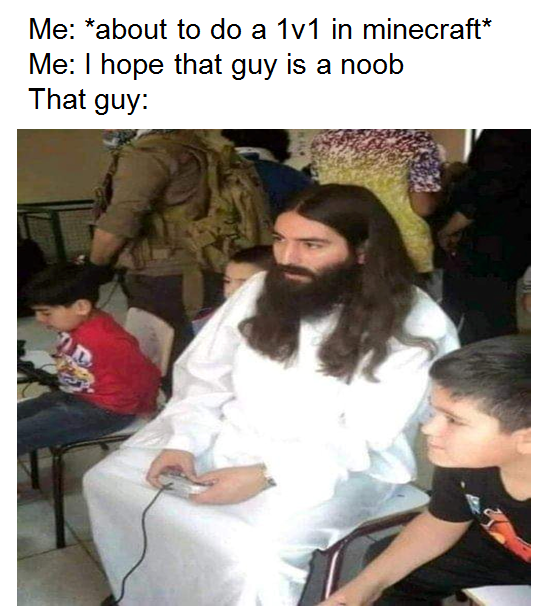 Me: *about to do a 1v1 in minecraft*
Me: I hope that guy is a noob
That guy: